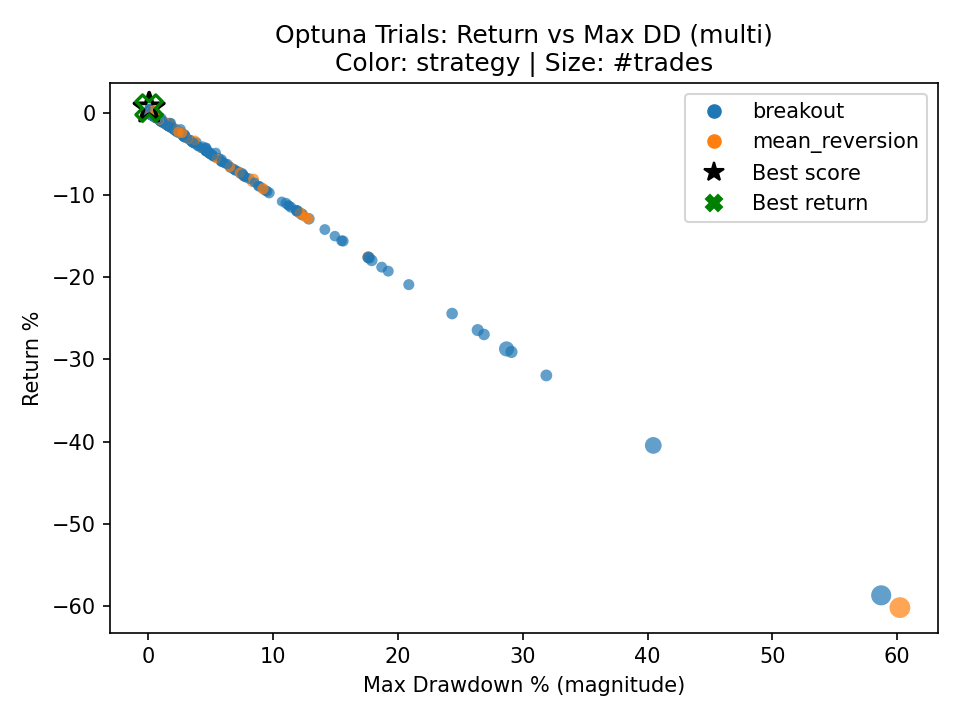 Optuna Trials: Return vs Max DD (multi)
Color: strategy | Size: #trades
breakout
mean_reversion
Best score
Best return
Return %
0
−10
−20
−30
−40
−50
−60
0 10 20 30 40 50 60
Max Drawdown % (magnitude)